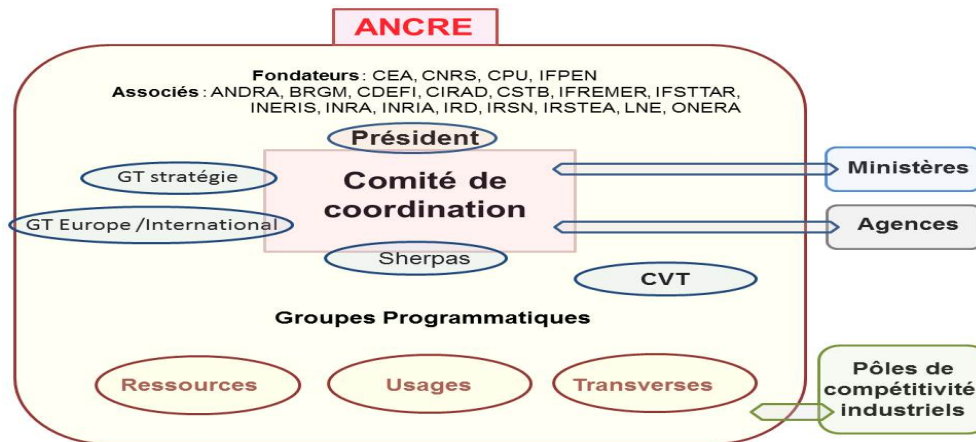 ANCRE
Fondateurs : CEA, CNRS, CPU, IFPEN
Associés : ANDRA, BRGM, CDEFI, CIRAD, CSTB, IFREMER, IFSTTAR,
INERIS, INRA, INRIA, IRD, IRSN, IRSTEA, LNE, ONERA
Président
GT stratégie
Comité de
coordination
GT Europe /International
Sherpas
CVT
Ministères
Agences
Groupes Programmatiques
Ressources
Usages
Transverses
Pôles de
compétitivité
industriels